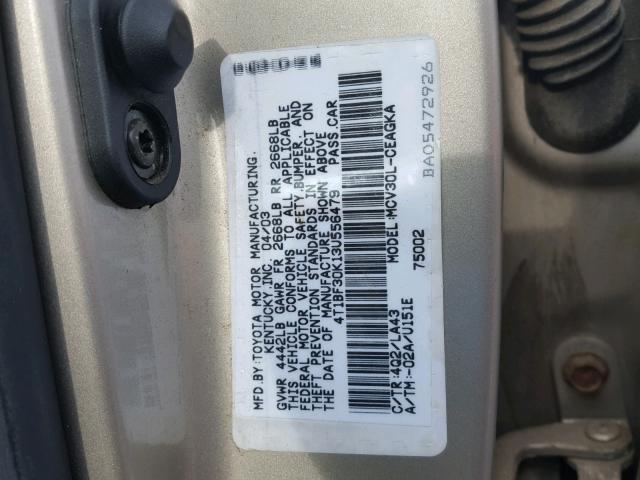 MFD.BY:TOYOTA MOTOR MANUFACTURING.
KENTUCKY,INC. 04/03
GVWR 4442LB GAWR FR 2668LB RR 2668LB
THIS VEHICLE CONFORMS TO ALL APPLICABLE
FEDERAL MOTOR VEHICLE SAFETY,BUMPER, AND
THEFT PREVENTION STANDARDS IN EFFECT ON
THE DATE OF MANUFACTURE SHOWN ABOVE
4T1BF30K13U556479 PASS.CAR
MODEL:MCV30L-CEAGKA
75002
C/TR:4Q2/LA43
A/TM:-02A/U151E
BA05472926